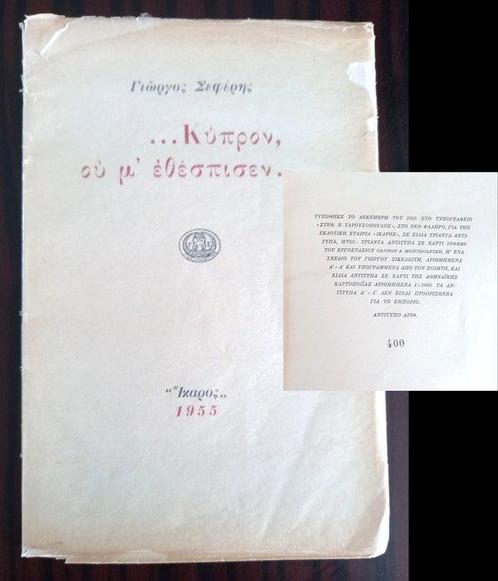 Γιῶργος Σεφέρης
...Κύπρον,
οὗ μ' ἐθέσπισεν...
"Ἴκαρος„
1955
ΤΥΠΩΘΗΚΕ ΤΟ ΔΕΚΕΜΒΡΗ ΤΟΥ 1955 ΣΤΟ ΤΥΠΟΓΡΑΦΕΙΟ
«ΣΤΕΦ. Ν. ΤΑΡΟΥΣΟΠΟΥΛΟΣ», ΣΤΟ ΝΕΟ ΦΑΛΗΡΟ, ΓΙΑ ΤΗΝ
ΕΚΔΟΤΙΚΗ ΕΤΑΙΡΙΑ «ΙΚΑΡΟΣ», ΣΕ ΧΙΛΙΑ ΤΡΙΑΝΤΑ ΑΝΤΙ-
ΤΥΠΑ, ΗΤΟΙ: ΤΡΙΑΝΤΑ ΑΝΤΙΤΥΠΑ ΣΕ ΧΑΡΤΙ INGRES
ΤΟΥ ΕΡΓΟΣΤΑΣΙΟΥ CANSON & MONTGOLFIER, Μ' ΕΝΑ
ΣΧΕΔΙΟ ΤΟΥ ΓΙΩΡΓΟΥ ΣΙΚΕΛΙΩΤΗ, ΑΡΙΘΜΗΜΕΝΑ
Α' - Λ' ΚΑΙ ΥΠΟΓΡΑΜΜΕΝΑ ΑΠΟ ΤΟΝ ΠΟΙΗΤΗ, ΚΑΙ
ΧΙΛΙΑ ΑΝΤΙΤΥΠΑ ΣΕ ΧΑΡΤΙ ΤΗΣ ΑΘΗΝΑΪΚΗΣ
ΧΑΡΤΟΠΟΙΪΑΣ ΑΡΙΘΜΗΜΕΝΑ 1-1000. ΤΑ ΑΝ-
ΤΙΤΥΠΑ Α' - Ι' ΔΕΝ ΕΙΝΑΙ ΠΡΟΟΡΙΣΜΕΝΑ
ΓΙΑ ΤΟ ΕΜΠΟΡΙΟ.
ΑΝΤΙΤΥΠΟ ΑΡΙΘ.
400